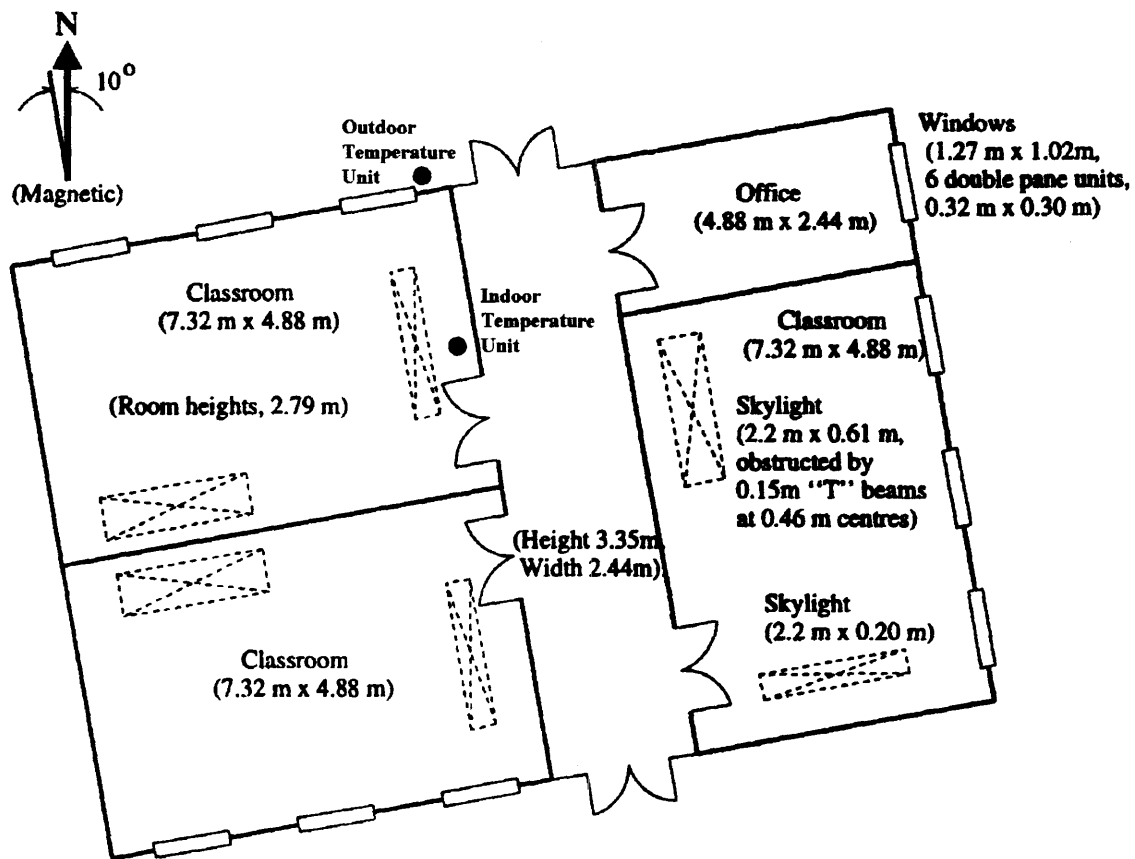 N
10°
(Magnetic)
Outdoor
Temperature
Unit
Windows
(1.27 m x 1.02m,
6 double pane units,
0.32 m x 0.30 m)
Office
(4.88 m x 2.44 m)
Classroom
(7.32 m x 4.88 m)
Indoor
Temperature
Unit
Classroom
(7.32 m x 4.88 m)
(Room heights, 2.79 m)
Skylight
(2.2 m x 0.61 m,
obstructed by
0.15m "T" beams
at 0.46 m centres)
(Height 3.35m,
Width 2.44m)
Skylight
(2.2 m x 0.20 m)
Classroom
(7.32 m x 4.88 m)